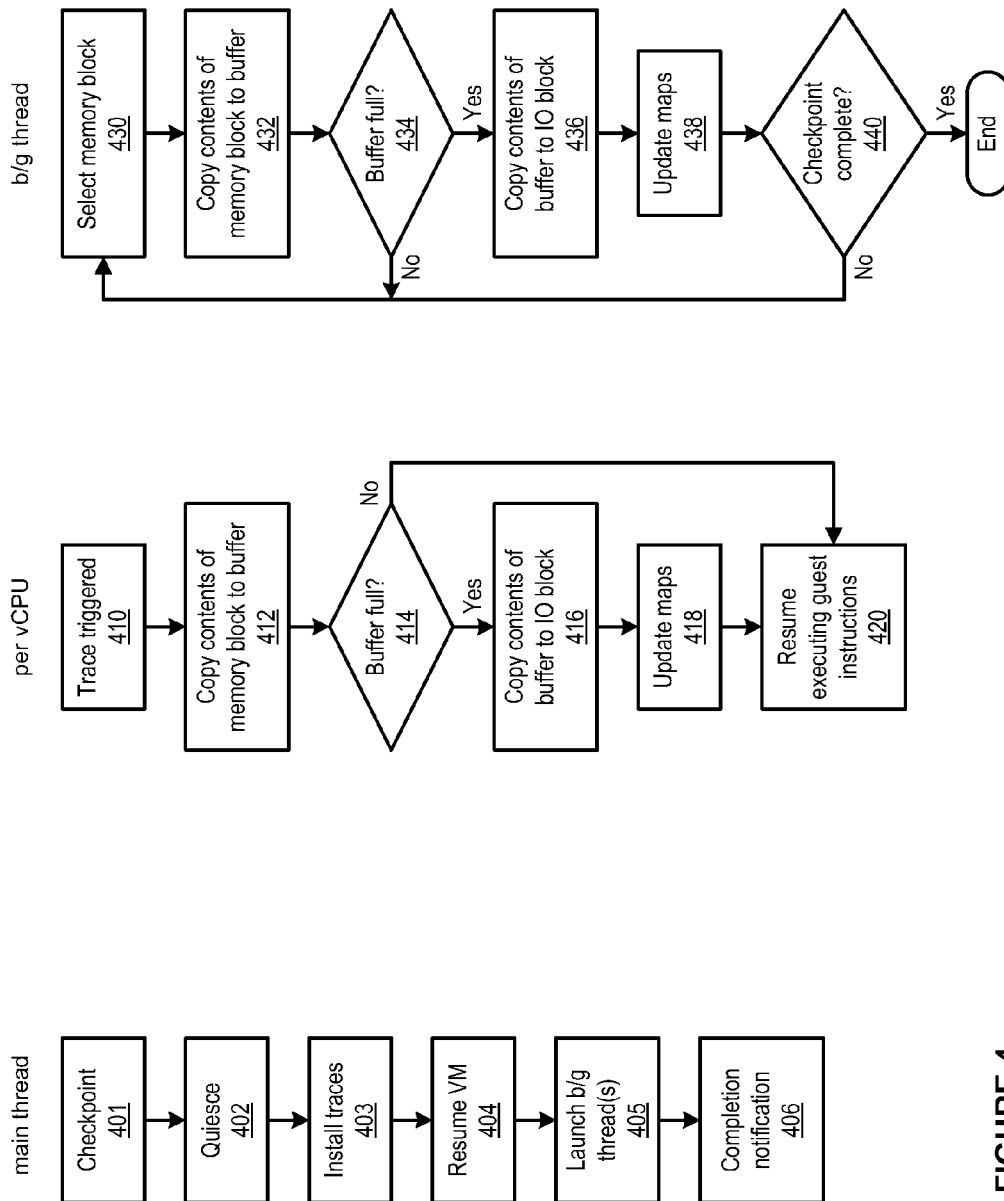 main thread
Checkpoint
401
Quiesce
402
Install traces
403
Resume VM
404
Launch b/g
thread(s)
405
Completion
notification
406
per vCPU
Trace triggered
410
Copy contents of
memory block to buffer
412
Buffer full?
414
No
Yes
Copy contents of
buffer to IO block
416
Update maps
418
Resume
executing guest
instructions
420
b/g thread
Select memory block
430
Copy contents of
memory block to buffer
432
Buffer full?
434
No
Yes
Copy contents of
buffer to IO block
436
Update maps
438
Checkpoint
complete?
440
No
Yes
End
FIGURE 4